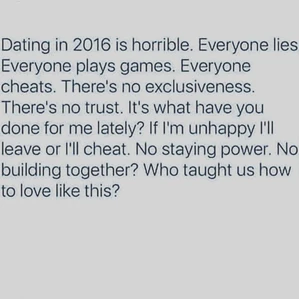 Dating in 2016 is horrible. Everyone lies
Everyone plays games. Everyone
cheats. There's no exclusiveness.
There's no trust. It's what have you
done for me lately? If I'm unhappy I'll
leave or I'll cheat. No staying power. No
building together? Who taught us how
to love like this?